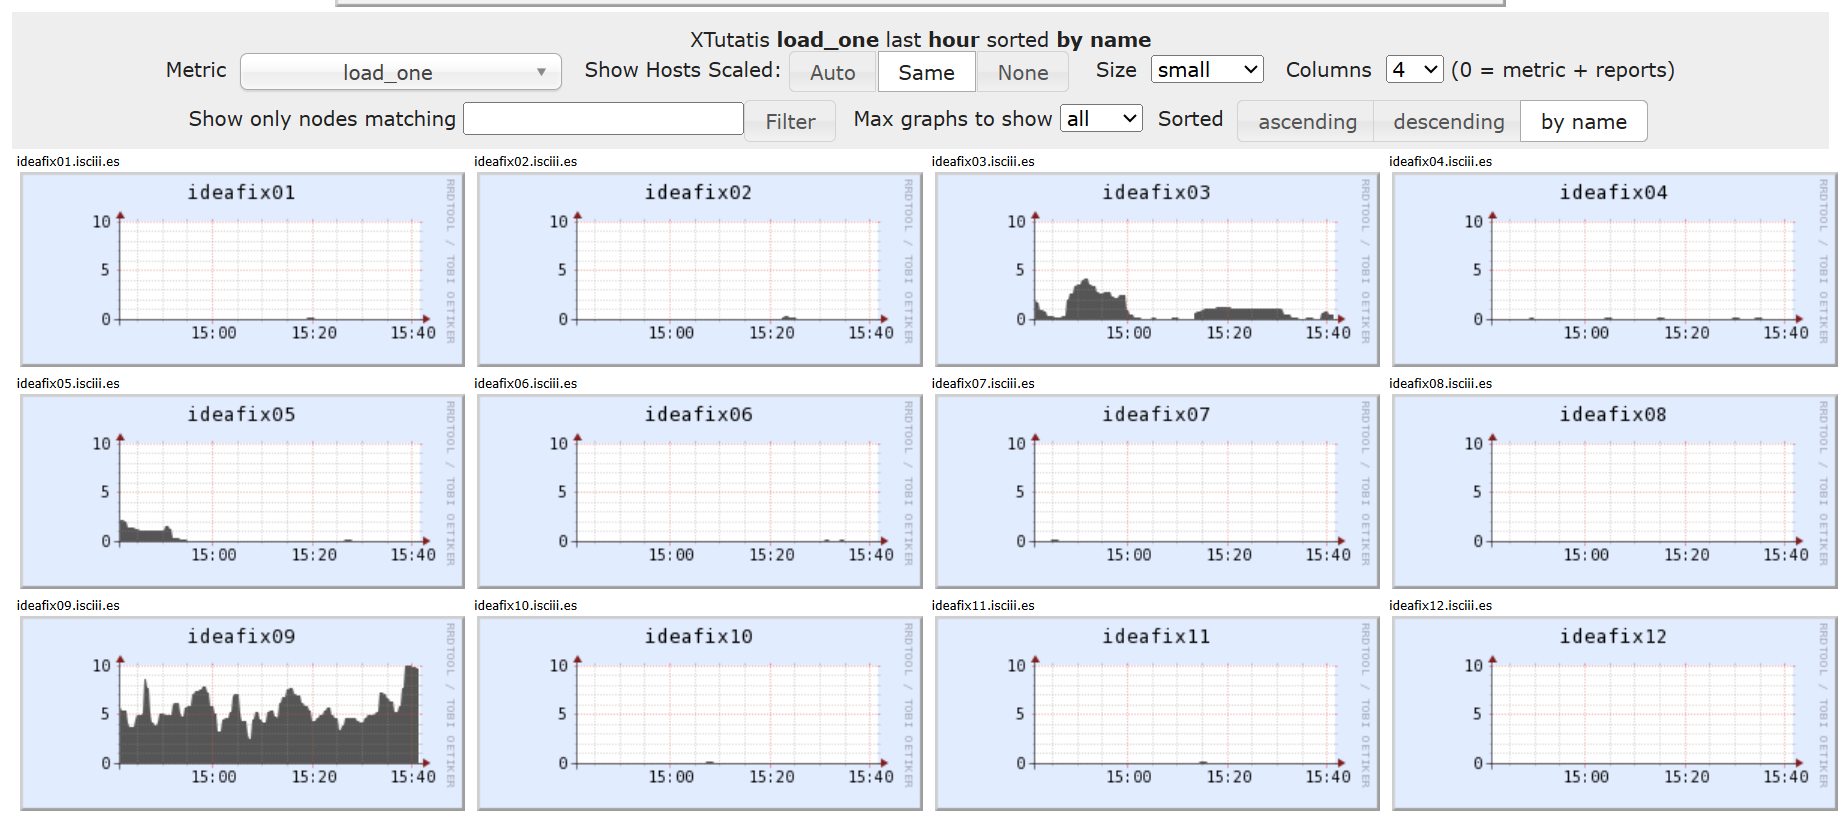 XTutatis load_one last hour sorted by name
Metric load_one Show Hosts Scaled: Auto Same None Size small Columns 4 (0 = metric + reports)
Show only nodes matching Filter Max graphs to show all Sorted ascending descending by name
ideafix01.isciii.es ideafix02.isciii.es ideafix03.isciii.es ideafix04.isciii.es
ideafix01 ideafix02 ideafix03 ideafix04
RRDTOOL / TOBI OETIKER RRDTOOL / TOBI OETIKER RRDTOOL / TOBI OETIKER RRDTOOL / TOBI OETIKER
10 10 10 10
5 5 5 5
0 0 0 0
15:00 15:20 15:40 15:00 15:20 15:40 15:00 15:20 15:40 15:00 15:20 15:40
ideafix05.isciii.es ideafix06.isciii.es ideafix07.isciii.es ideafix08.isciii.es
ideafix05 ideafix06 ideafix07 ideafix08
RRDTOOL / TOBI OETIKER RRDTOOL / TOBI OETIKER RRDTOOL / TOBI OETIKER RRDTOOL / TOBI OETIKER
10 10 10 10
5 5 5 5
0 0 0 0
15:00 15:20 15:40 15:00 15:20 15:40 15:00 15:20 15:40 15:00 15:20 15:40
ideafix09.isciii.es ideafix10.isciii.es ideafix11.isciii.es ideafix12.isciii.es
ideafix09 ideafix10 ideafix11 ideafix12
RRDTOOL / TOBI OETIKER RRDTOOL / TOBI OETIKER RRDTOOL / TOBI OETIKER RRDTOOL / TOBI OETIKER
10 10 10 10
5 5 5 5
0 0 0 0
15:00 15:20 15:40 15:00 15:20 15:40 15:00 15:20 15:40 15:00 15:20 15:40